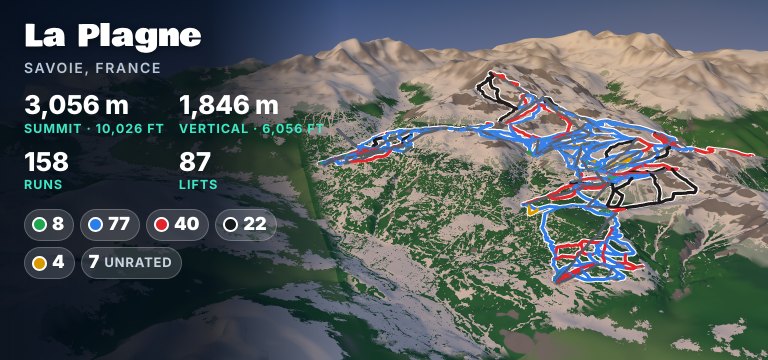 La Plagne
SAVOIE, FRANCE
3,056 m 1,846 m
SUMMIT · 10,026 FT VERTICAL · 6,056 FT
158 87
RUNS LIFTS
8 77 40 22
4 7 UNRATED